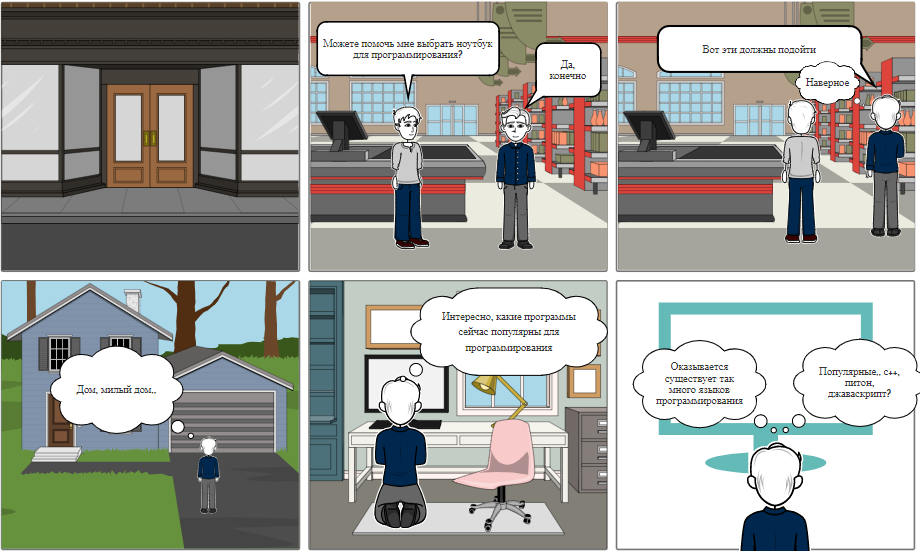 Можете помочь мне выбрать ноутбук
для программирования?
Да,
конечно
Вот эти должны подойти
Наверное
Дом, милый дом,,
Интересно, какие программы
сейчас популярны для
программирования
Оказывается
существует так
много языков
программирования
Популярные,, с++,
питон,
джаваскрипт?